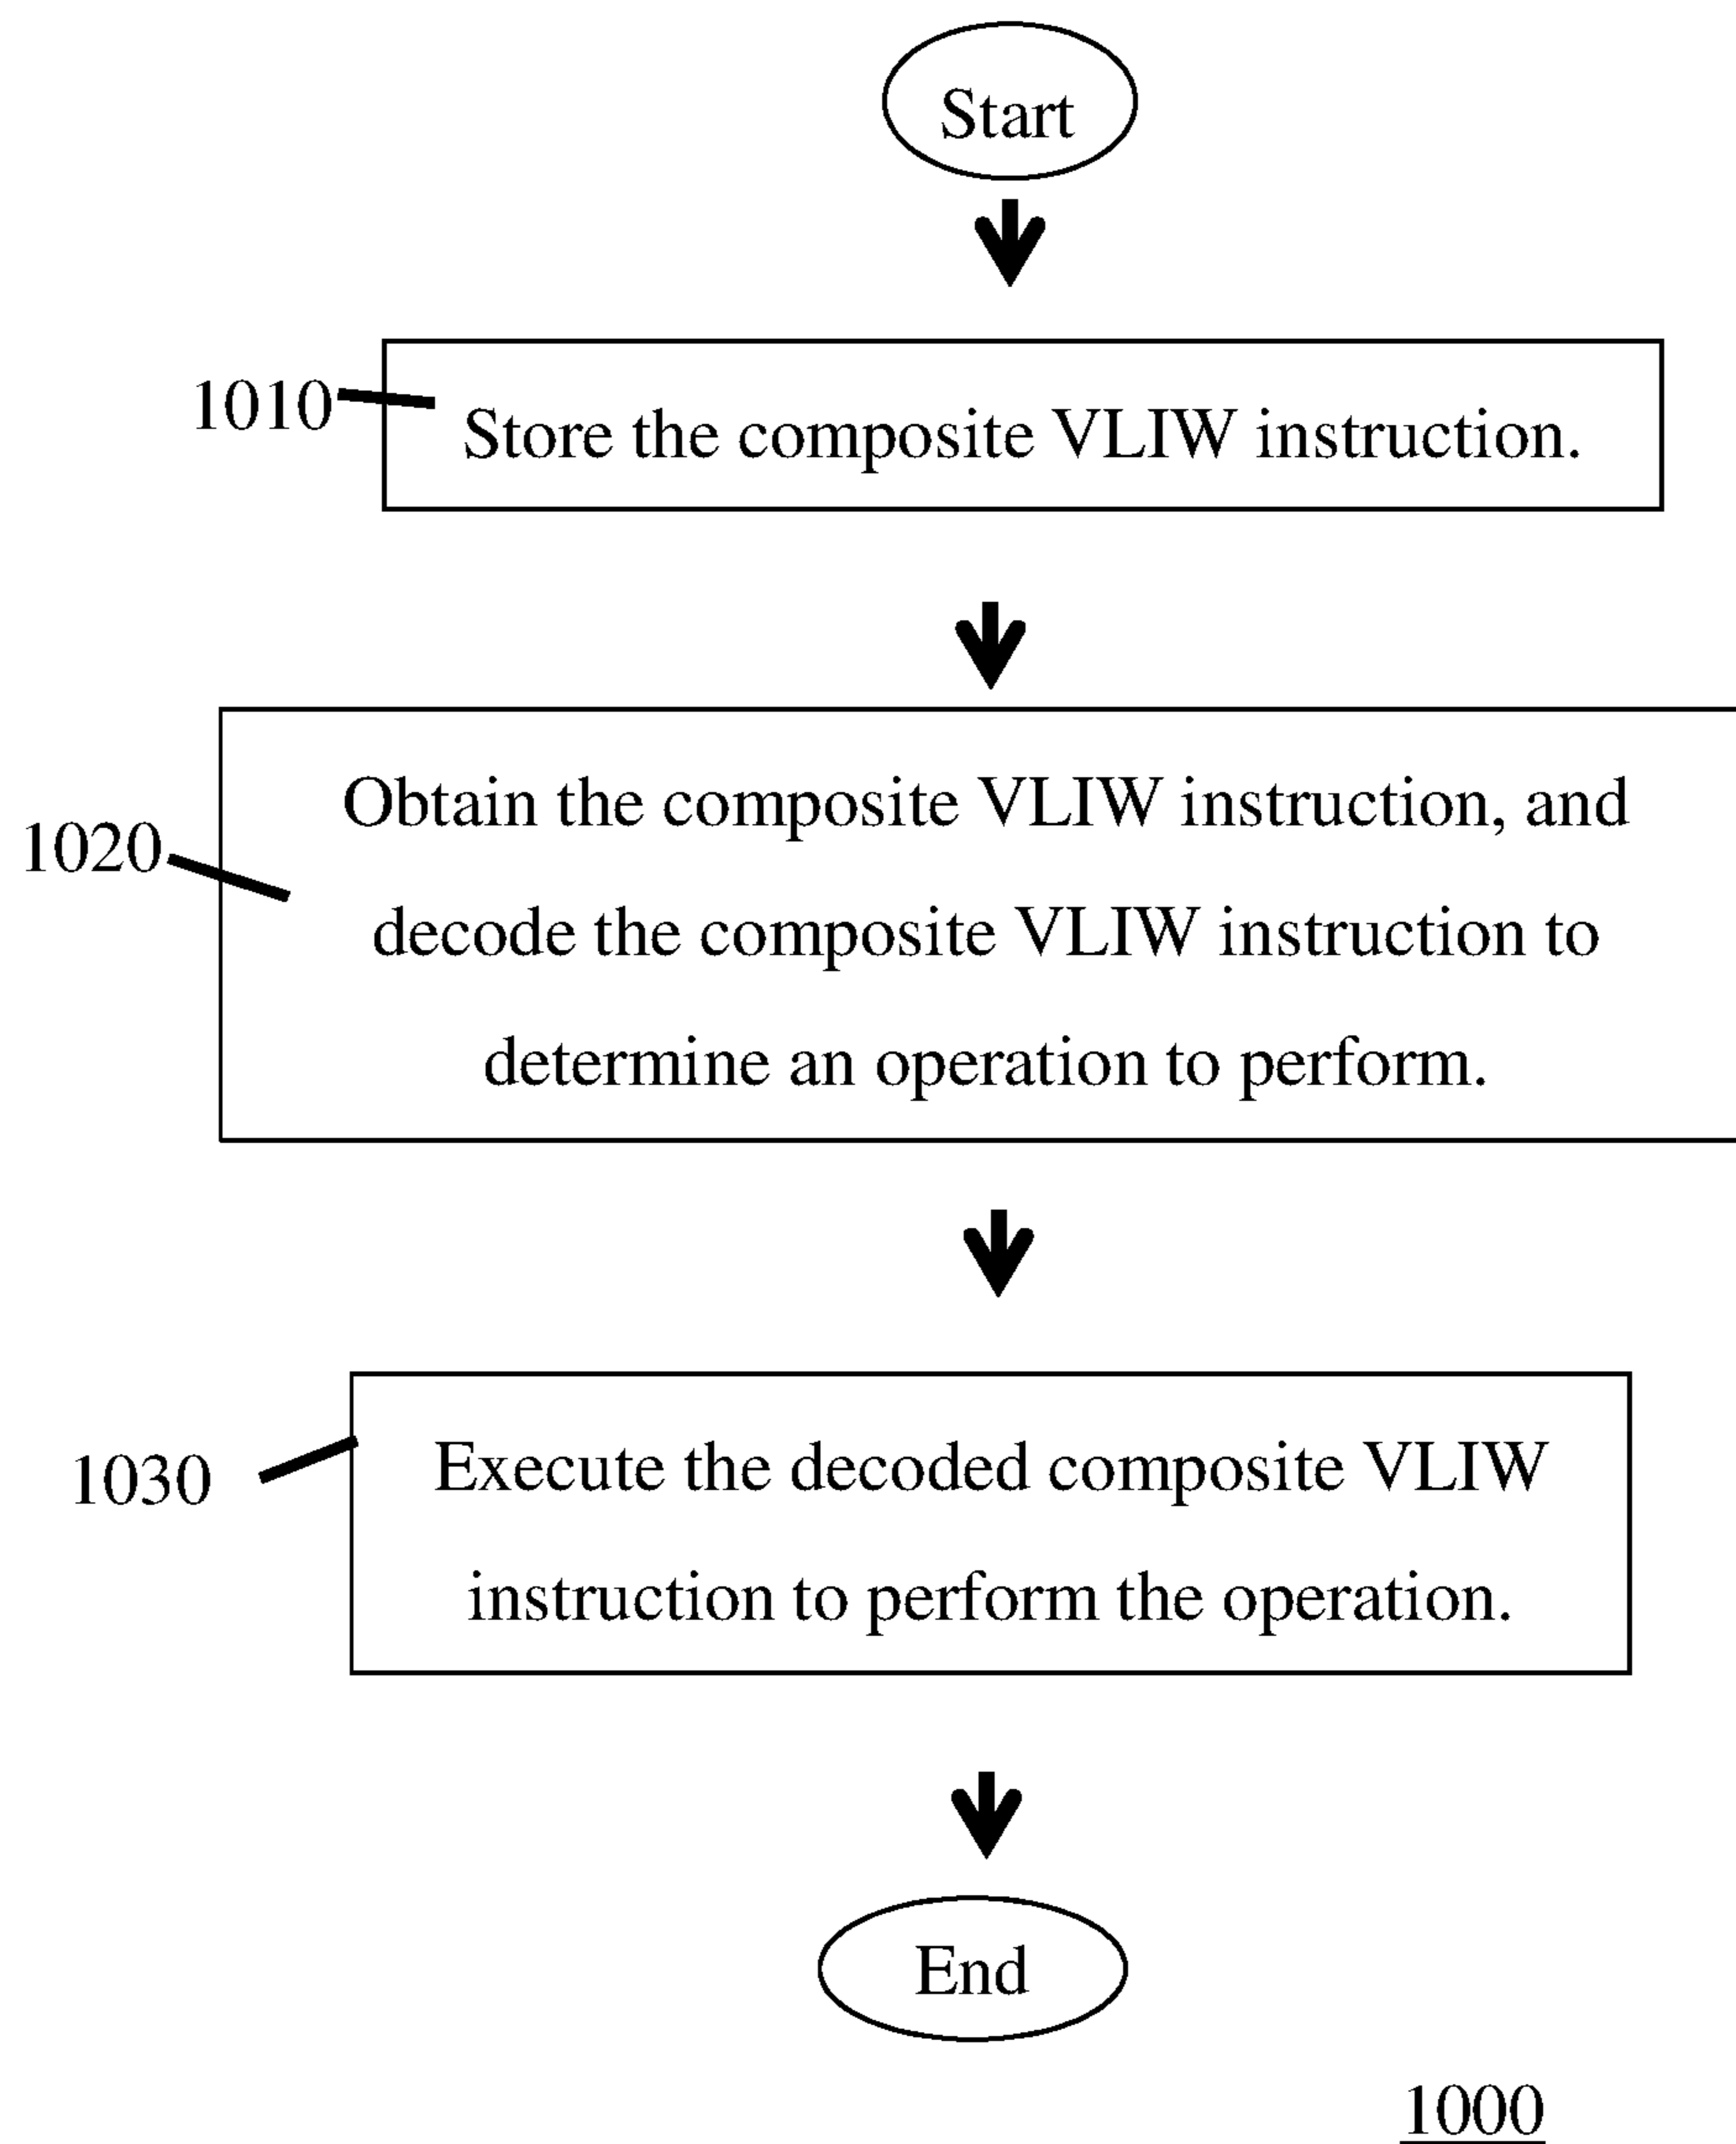 Start
1010
Store the composite VLIW instruction.
Obtain the composite VLIW instruction, and
1020
decode the composite VLIW instruction to
determine an operation to perform.
Execute the decoded composite VLIW
1030
instruction to perform the operation.
End
1000